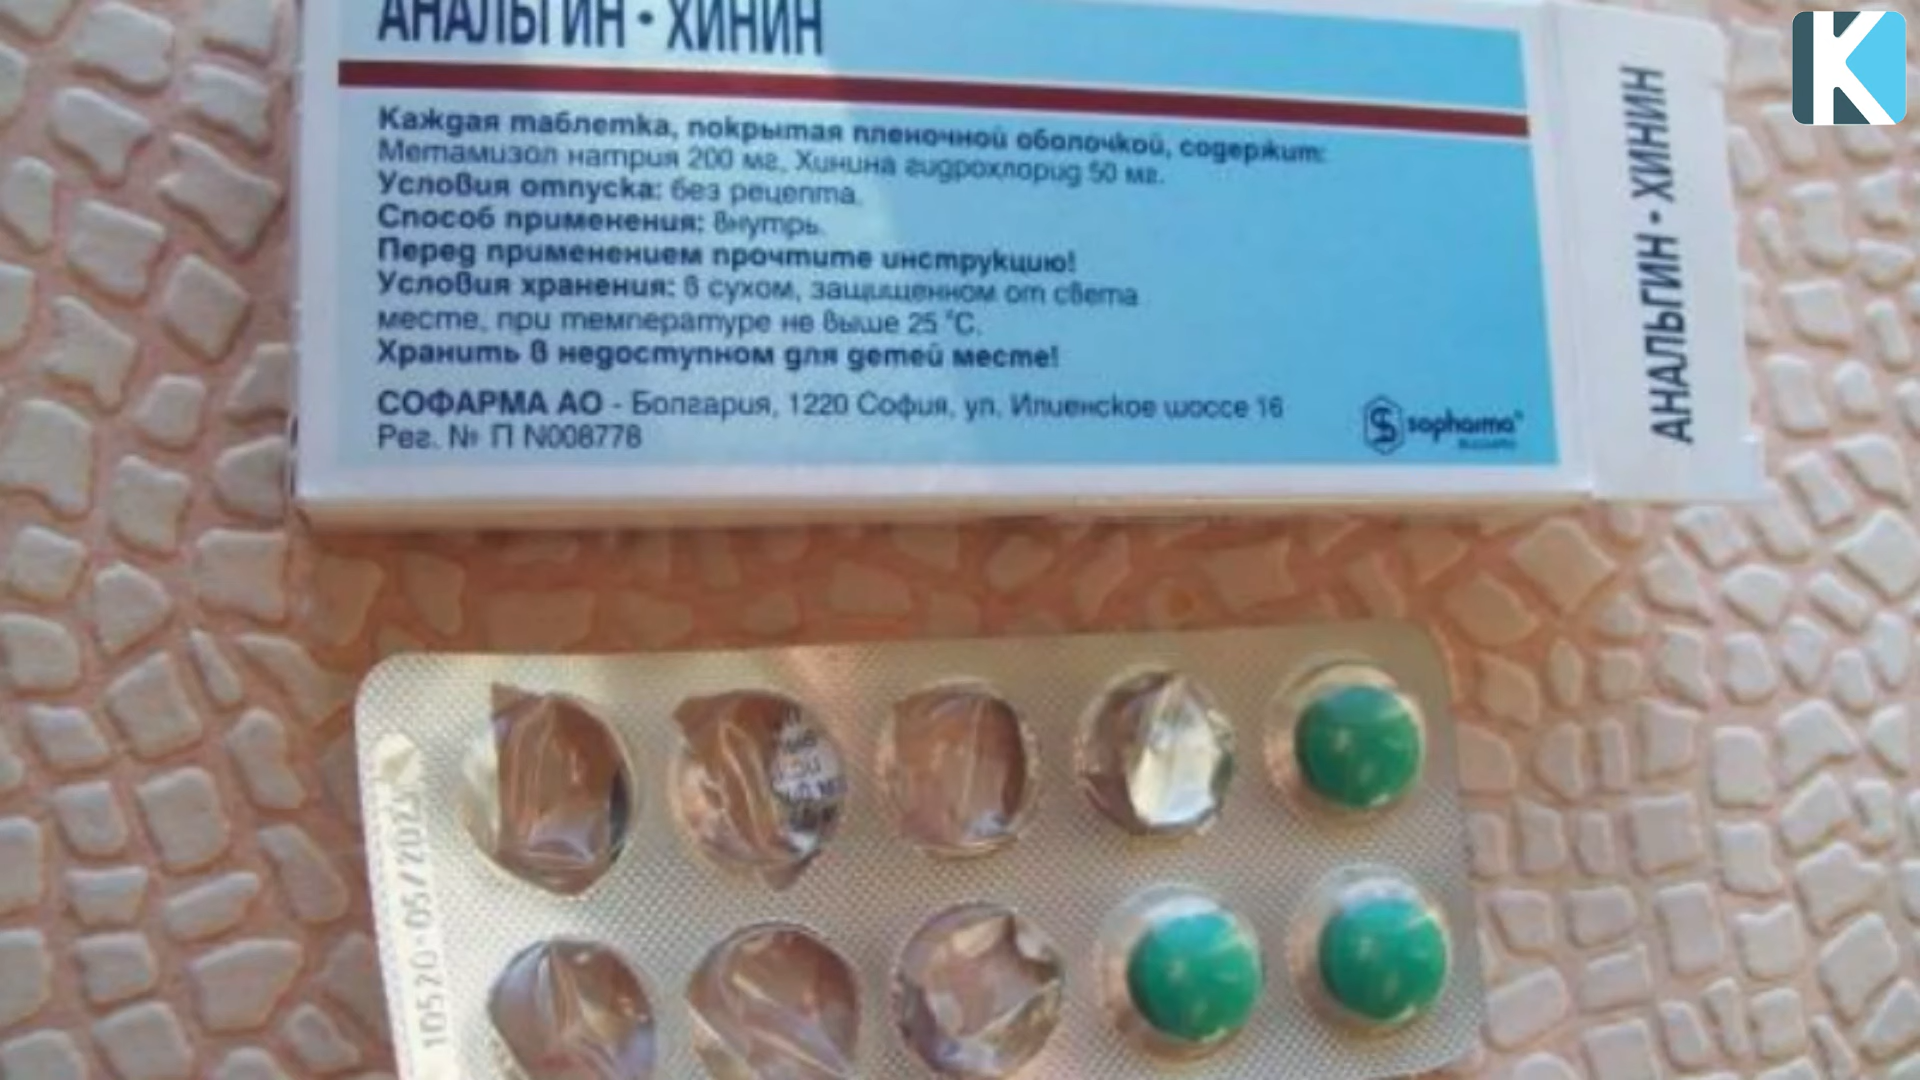 АНАЛЬГИН • ХИНИН
Каждая таблетка, покрытая пленочной оболочкой, содержит:
Метамизол натрия 200 мг, Хинина гидрохлорид 50 мг.
Условия отпуска: без рецепта.
Способ применения: внутрь.
Перед применением прочтите инструкцию!
Условия хранения: в сухом, защищенном от света
месте, при температуре не выше 25 °C.
Хранить в недоступном для детей месте!
СОФАРМА АО - Болгария, 1220 София, ул. Илиенское шоссе 16
Рег. № П N008778
sopharma
АНАЛЬГИН • ХИНИН
K